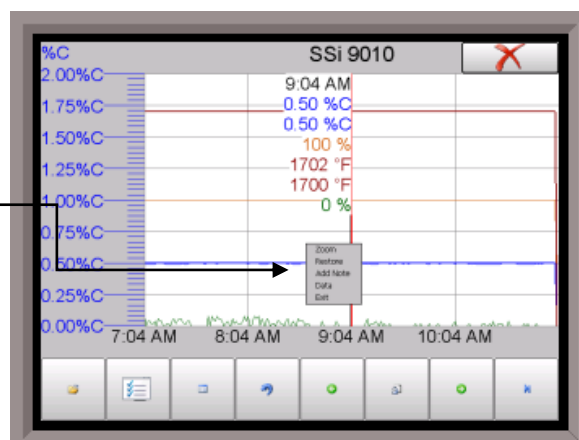 %C
SSi 9010
2.00%C
1.75%C
1.50%C
1.25%C
1.00%C
0.75%C
0.50%C
0.25%C
0.00%C
9:04 AM
0.50 %C
0.50 %C
100 %
1702 °F
1700 °F
0 %
Zoom
Restore
Add Note
Data
Exit
7:04 AM 8:04 AM 9:04 AM 10:04 AM